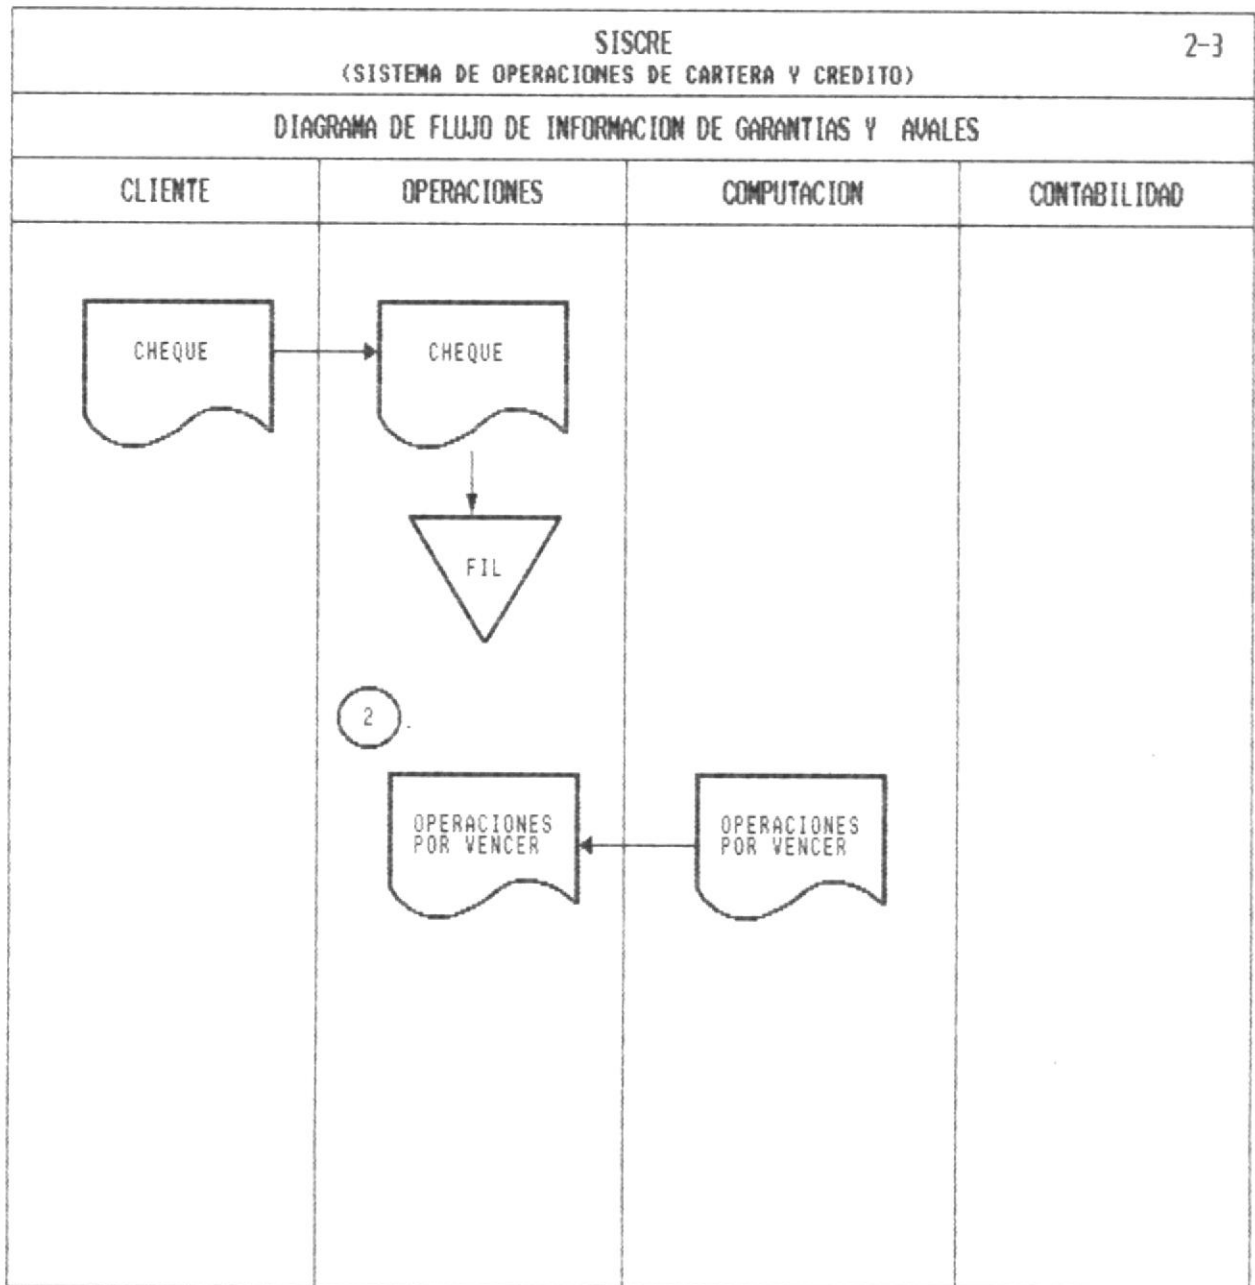 SISCRE
2-3
(SISTEMA DE OPERACIONES DE CARTERA Y CREDITO)
DIAGRAMA DE FLUJO DE INFORMACION DE GARANTIAS Y AVALES
CLIENTE
OPERACIONES
COMPUTACION
CONTABILIDAD
CHEQUE
CHEQUE
FIL
2
OPERACIONES
POR VENCER
OPERACIONES
POR VENCER